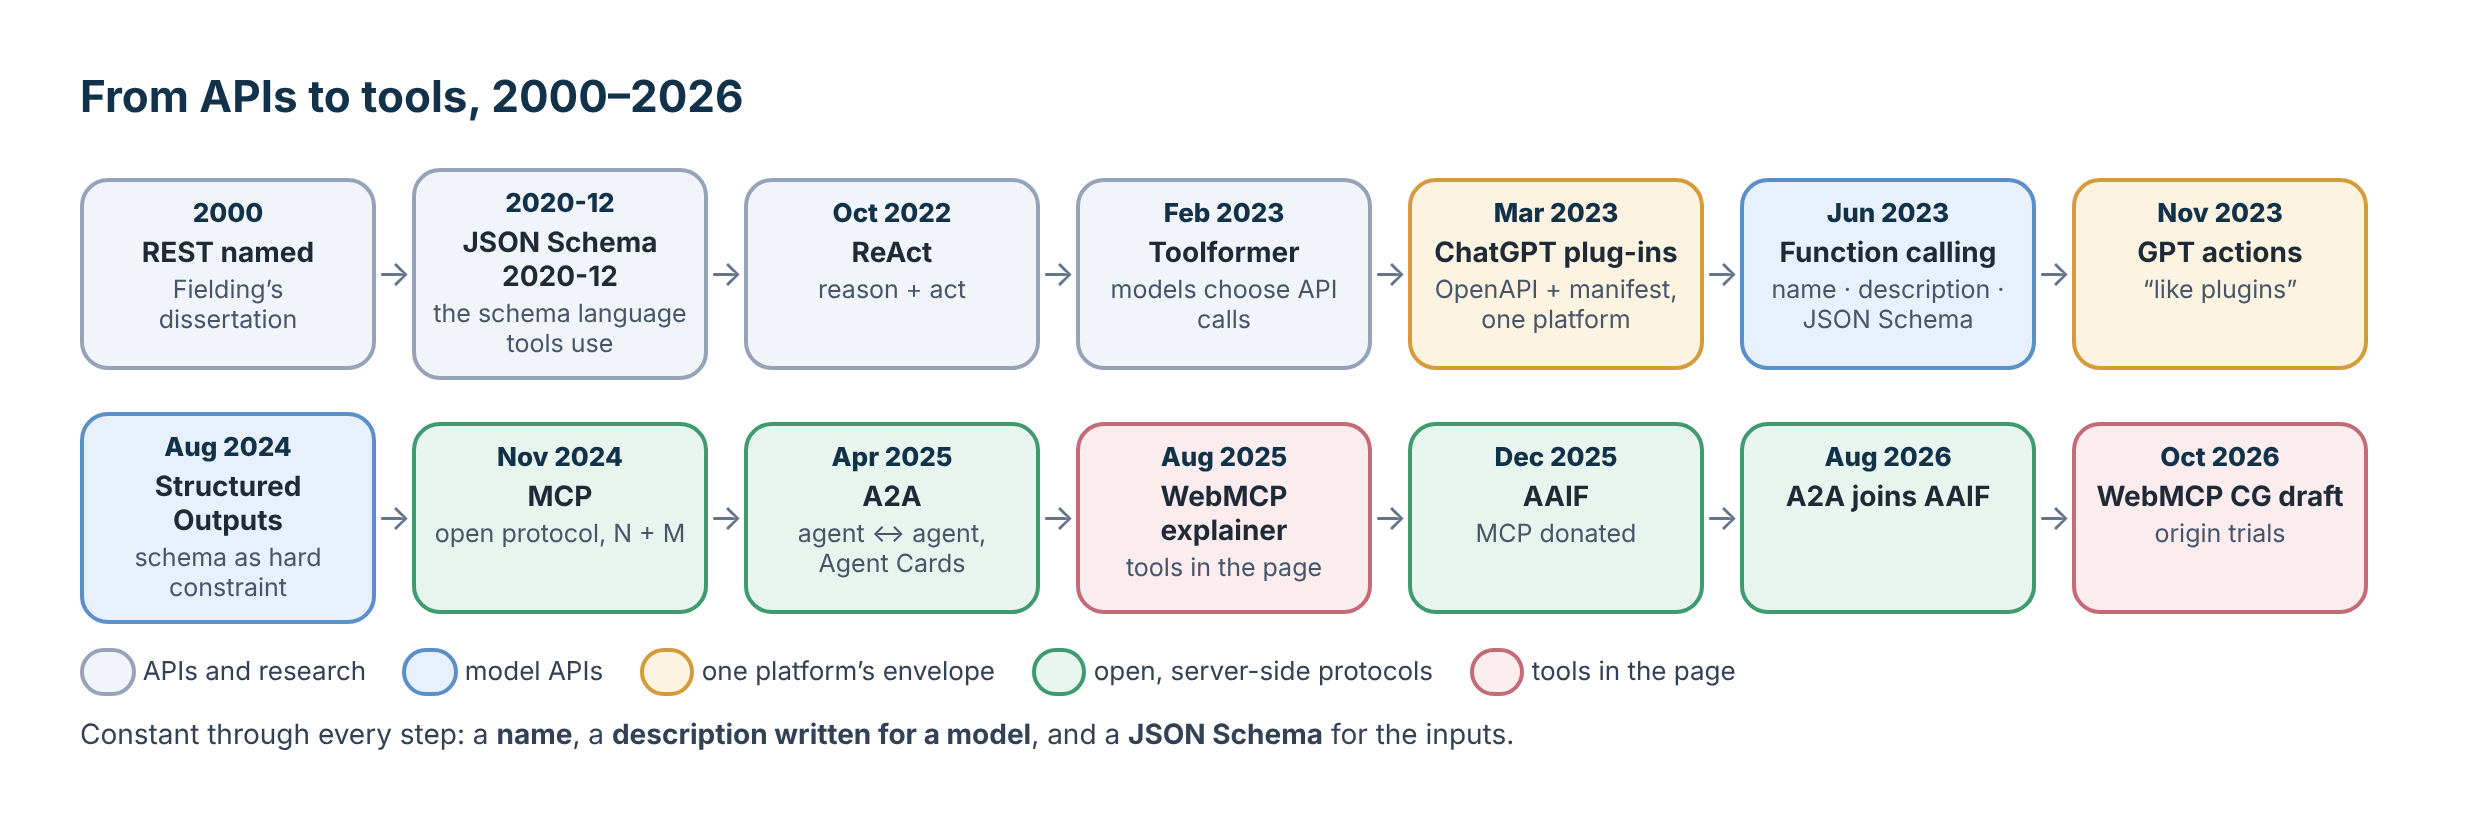 From APIs to tools, 2000–2026
2000
REST named
Fielding’s
dissertation
2020-12
JSON Schema
2020-12
the schema language
tools use
Oct 2022
ReAct
reason + act
Feb 2023
Toolformer
models choose API
calls
Mar 2023
ChatGPT plug-ins
OpenAPI + manifest,
one platform
Jun 2023
Function calling
name · description ·
JSON Schema
Nov 2023
GPT actions
“like plugins”
Aug 2024
Structured
Outputs
schema as hard
constraint
Nov 2024
MCP
open protocol, N + M
Apr 2025
A2A
agent ↔ agent,
Agent Cards
Aug 2025
WebMCP
explainer
tools in the page
Dec 2025
AAIF
MCP donated
Aug 2026
A2A joins AAIF
Oct 2026
WebMCP CG draft
origin trials
APIs and research
model APIs
one platform’s envelope
open, server-side protocols
tools in the page
Constant through every step: a name, a description written for a model, and a JSON Schema for the inputs.